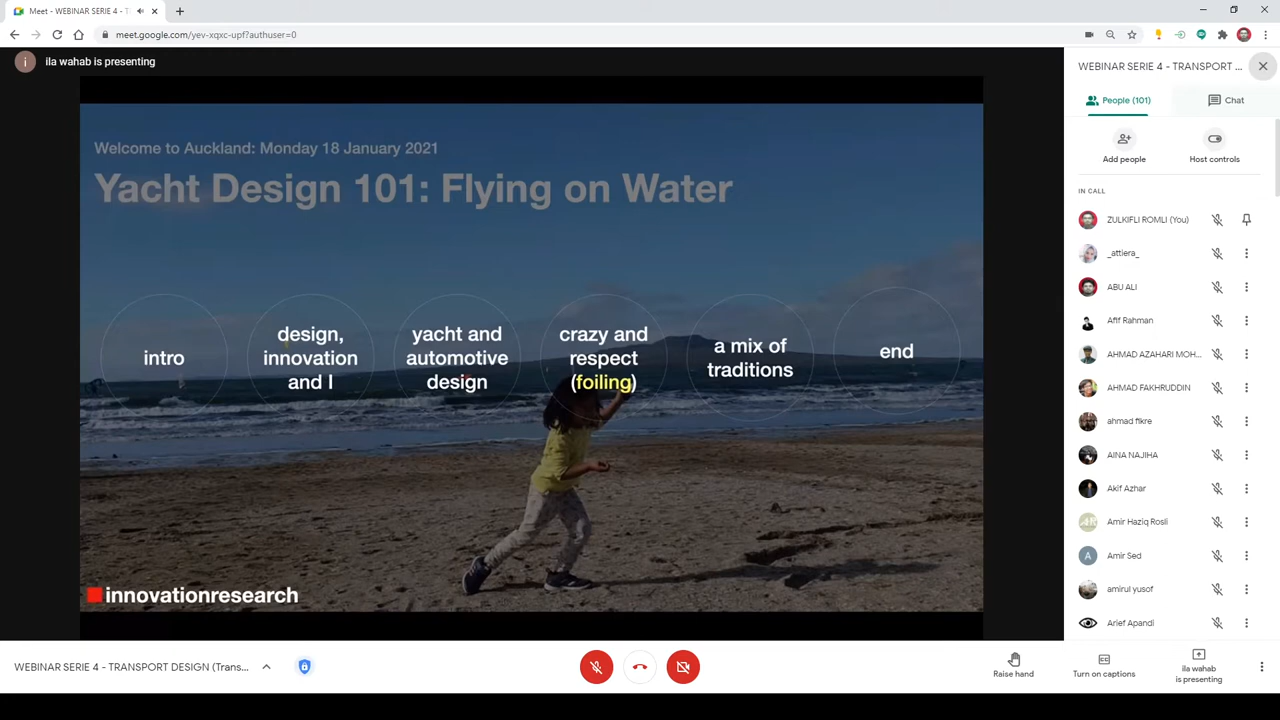 Meet - WEBINAR SERIE 4 - T
meet.google.com/yev-xqxc-upf?authuser=0
i
ila wahab is presenting
WEBINAR SERIE 4 - TRANSPORT ...
People (101)
Chat
Add people
Host controls
IN CALL
ZULKIFLI ROMLI (You)
_attiera_
ABU ALI
Afif Rahman
AHMAD AZAHARI MOH...
AHMAD FAKHRUDDIN
ahmad fikre
AINA NAJIHA
Akif Azhar
Amir Haziq Rosli
A
Amir Sed
amirul yusof
Arief Apandi
Welcome to Auckland: Monday 18 January 2021
Yacht Design 101: Flying on Water
intro
design,
innovation
and I
yacht and
automotive
design
crazy and
respect
(foiling)
a mix of
traditions
end
innovationresearch
WEBINAR SERIE 4 - TRANSPORT DESIGN (Trans...
Raise hand
Turn on captions
ila wahab
is presenting